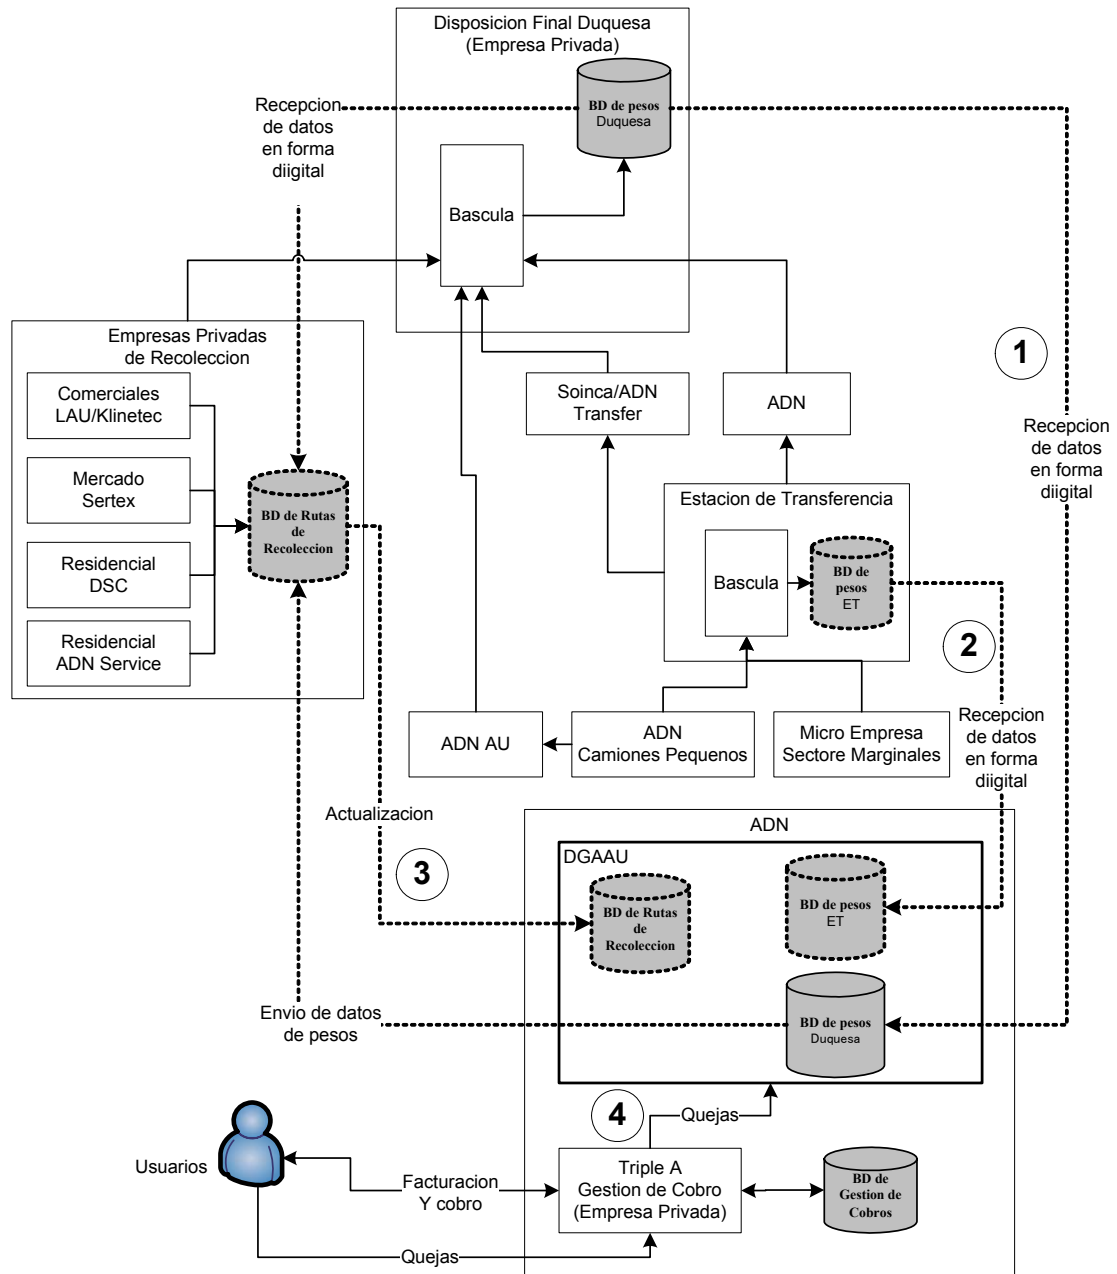 Disposicion Final Duquesa
(Empresa Privada)
BD de pesos
Duquesa
Recepcion
de datos
en forma
diigital
Bascula
1
Recepcion
de datos
en forma
diigital
Empresas Privadas
de Recoleccion
Comerciales
LAU/Klinetec
Mercado
Sertex
Residencial
DSC
Residencial
ADN Service
BD de Rutas
de
Recoleccion
Soinca/ADN
Transfer
ADN
Estacion de Transferencia
Bascula
BD de
pesos
ET
2
Recepcion
de datos
en forma
diigital
ADN AU
ADN
Camiones Pequenos
Micro Empresa
Sectore Marginales
Actualizacion
3
ADN
DGAAU
BD de Rutas
de
Recoleccion
BD de pesos
ET
BD de pesos
Duquesa
Envio de datos
de pesos
4
Quejas
Usuarios
Facturacion
Y cobro
Triple A
Gestion de Cobro
(Empresa Privada)
BD de
Gestion de
Cobros
Quejas